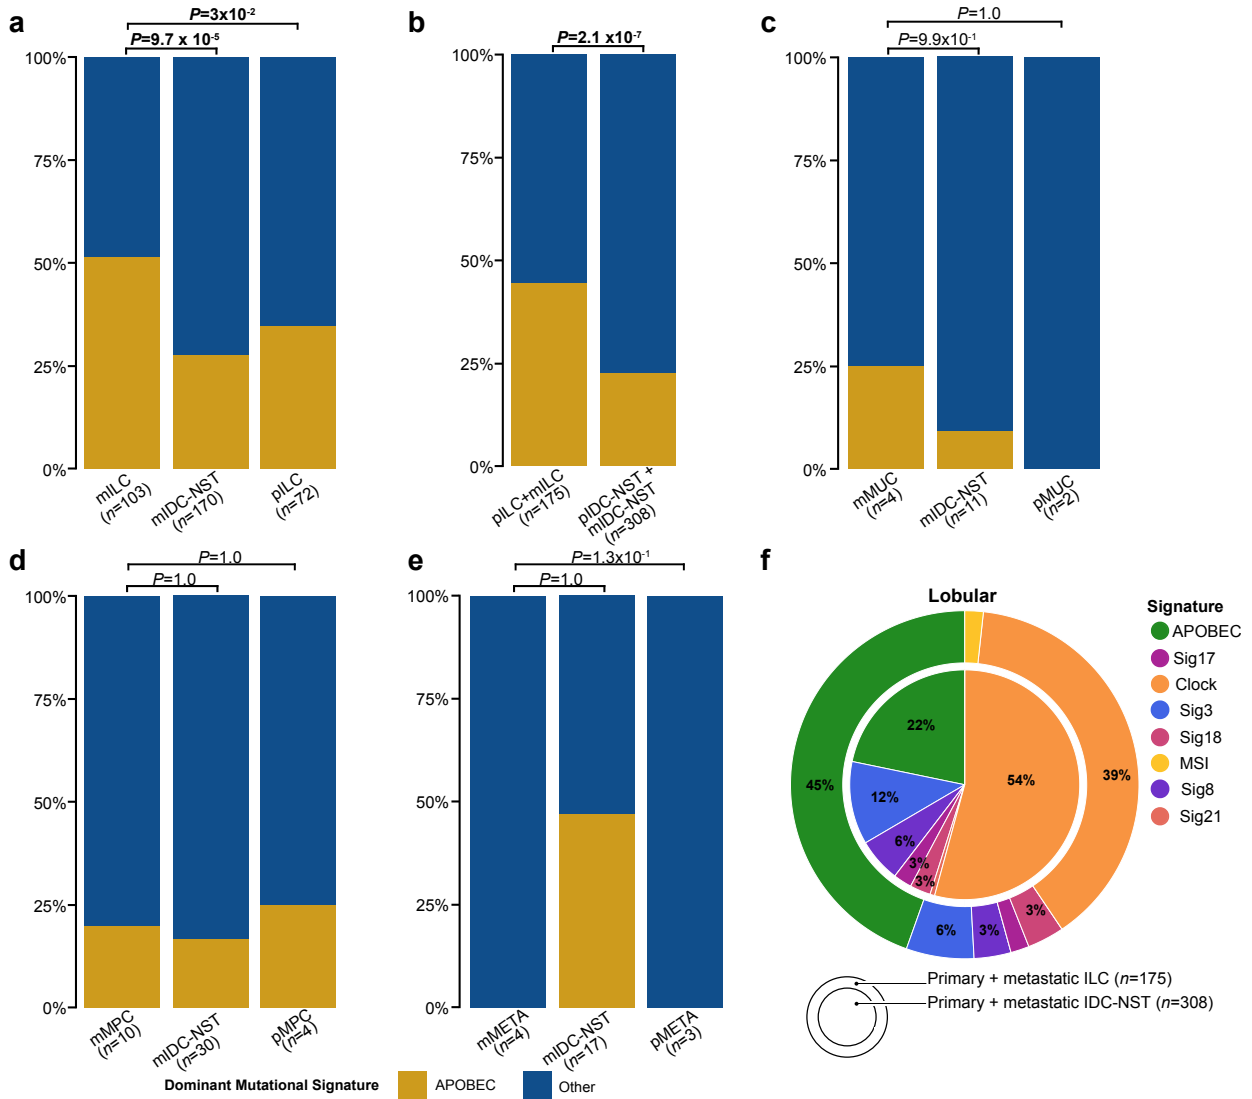 a
P=3x10-2
P=9.7 x 10-5
100%
75%
50%
25%
0%
mILC
(n=103)
mIDC-NST
(n=170)
pILC
(n=72)
b
P=2.1 x10-7
100%
75%
50%
25%
0%
pILC+mILC
(n=175)
pIDC-NST +
mIDC-NST
(n=308)
c
P=1.0
P=9.9x10-1
100%
75%
50%
25%
0%
mMUC
(n=4)
mIDC-NST
(n=11)
pMUC
(n=2)
d
P=1.0
P=1.0
100%
75%
50%
25%
0%
mMPC
(n=10)
mIDC-NST
(n=30)
pMPC
(n=4)
e
P=1.3x10-1
P=1.0
100%
75%
50%
25%
0%
mMETA
(n=4)
mIDC-NST
(n=17)
pMETA
(n=3)
Dominant Mutational Signature
APOBEC
Other
f
Lobular
22%
54%
12%
6%
3%
3%
45%
39%
6%
3%
3%
Signature
APOBEC
Sig17
Clock
Sig3
Sig18
MSI
Sig8
Sig21
Primary + metastatic ILC (n=175)
Primary + metastatic IDC-NST (n=308)